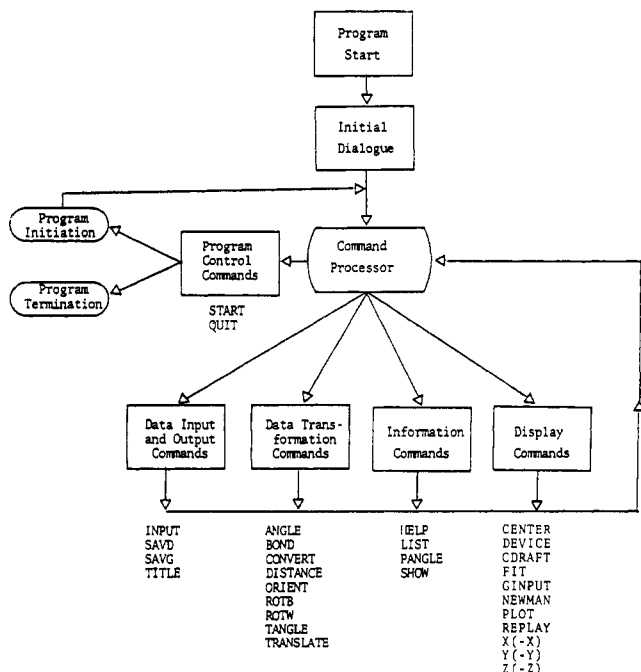 Program
Start
Initial
Dialogue
Program
Initiation
Program
Control
Commands
Command
Processor
Program
Termination
START
QUIT
Data Input
and Output
Commands
Data Trans-
formation
Commands
Information
Commands
Display
Commands
INPUT
SAVD
SAVG
TITLE
ANGLE
BOND
CONVERT
DISTANCE
ORIENT
ROTB
ROTW
TANGLE
TRANSLATE
HELP
LIST
PANGLE
SHOW
CENTER
DEVICE
CDRAFT
FIT
GINPUT
NEWMAN
PLOT
REPLAY
X(-X)
Y(-Y)
Z(-Z)